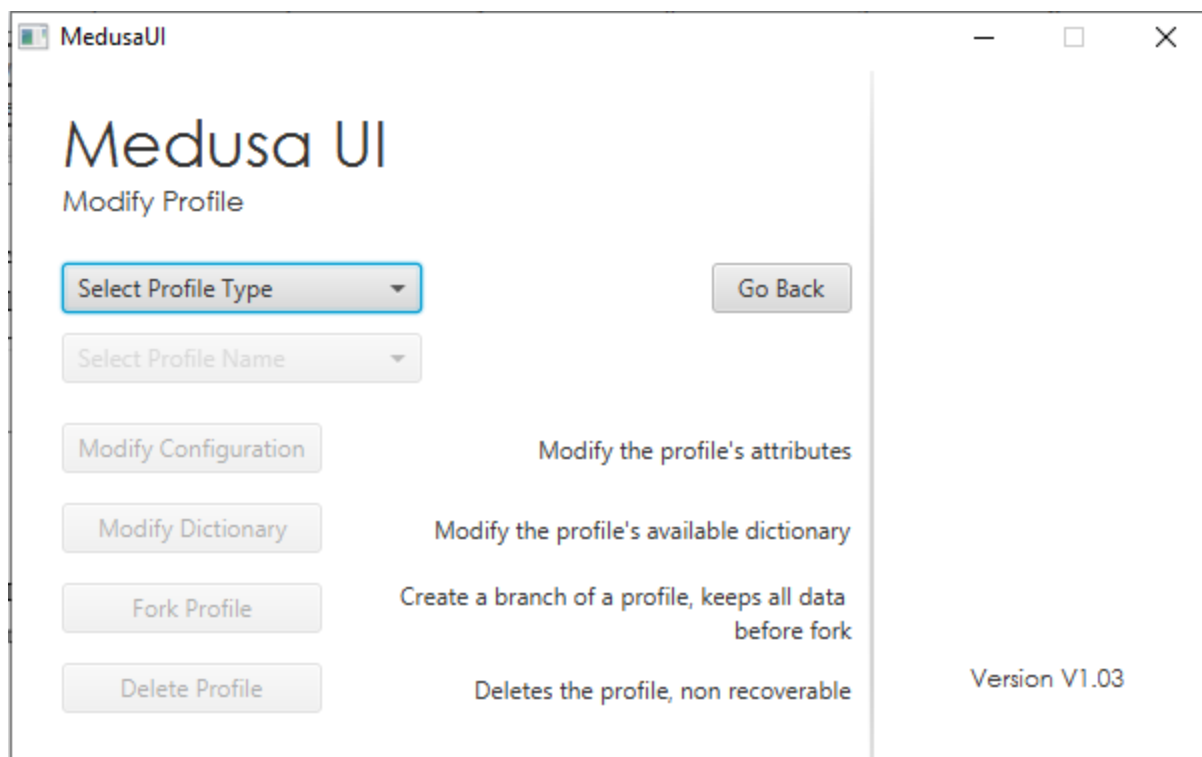 MedusaUI
Medusa UI
Modify Profile
Select Profile Type
Go Back
Select Profile Name
Modify Configuration
Modify the profile's attributes
Modify Dictionary
Modify the profile's available dictionary
Fork Profile
Create a branch of a profile, keeps all data
before fork
Delete Profile
Deletes the profile, non recoverable
Version V1.03